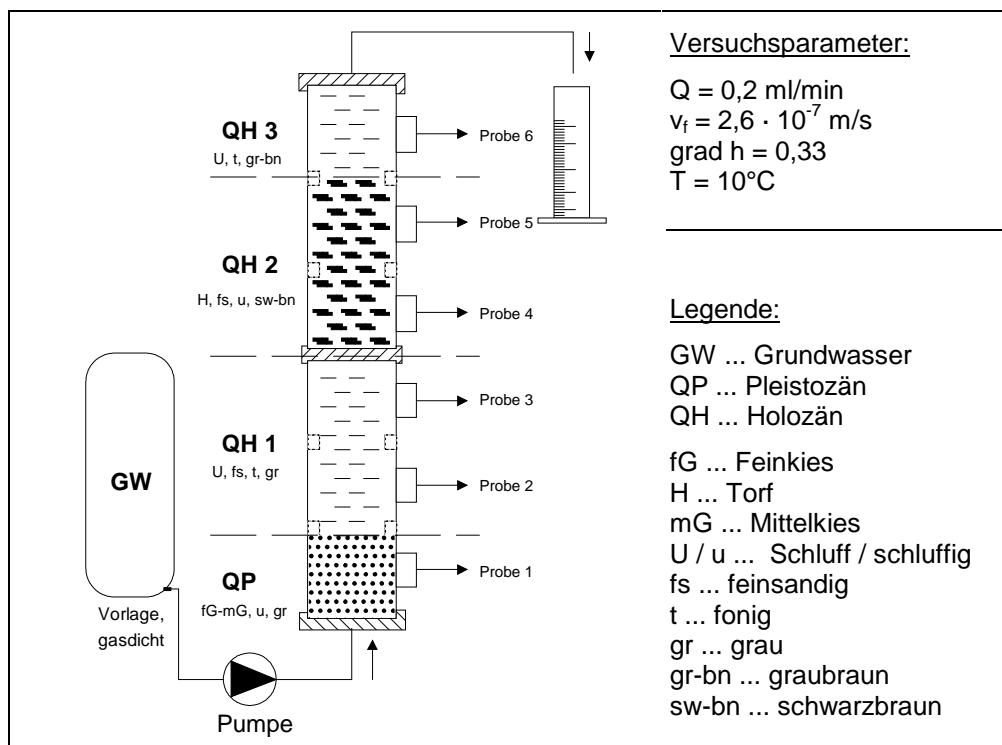 QH 3
U, t, gr-bn
QH 2
H, fs, u, sw-bn
QH 1
U, fs, t, gr
QP
fG-mG, u, gr
GW
Vorlage,
gasdicht
Pumpe
Probe 6
Probe 5
Probe 4
Probe 3
Probe 2
Probe 1
Versuchsparameter:
Q = 0,2 ml/min
v_f = 2,6 · 10⁻⁷ m/s
grad h = 0,33
T = 10°C
Legende:
GW ... Grundwasser
QP ... Pleistozän
QH ... Holozän
fG ... Feinkies
H ... Torf
mG ... Mittelkies
U / u ... Schluff / schluffig
fs ... feinsandig
t ... fonig
gr ... grau
gr-bn ... graubraun
sw-bn ... schwarzbraun